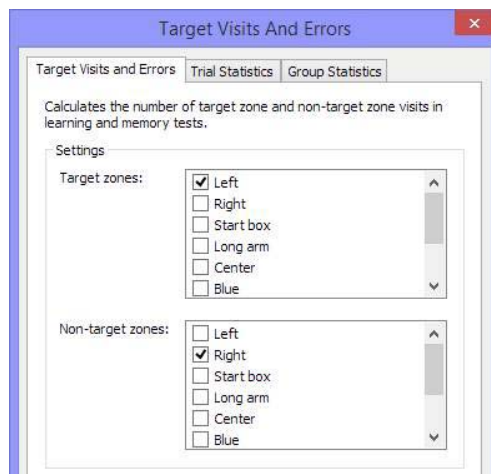 Target Visits And Errors
Target Visits and Errors Trial Statistics Group Statistics
Calculates the number of target zone and non-target zone visits in
learning and memory tests.
Settings
Target zones:
Left
Right
Start box
Long arm
Center
Blue
Non-target zones:
Left
Right
Start box
Long arm
Center
Blue